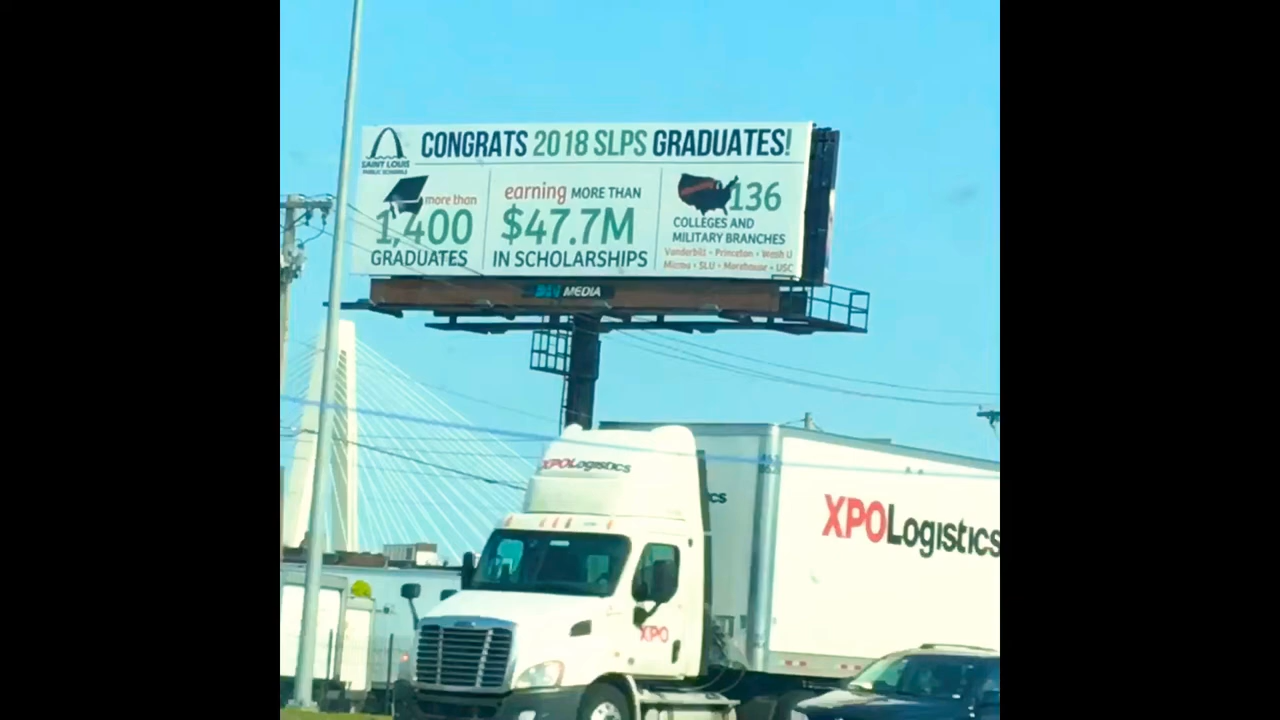 CONGRATS 2018 SLPS GRADUATES!
SAINT LOUIS
PUBLIC SCHOOLS
more than
1,400
GRADUATES
earning MORE THAN
$47.7M
IN SCHOLARSHIPS
136
COLLEGES AND
MILITARY BRANCHES
Vanderbilt • Princeton • Wash U
Mizzou • SLU • Morehouse • USC
MEDIA
XPOLogistics
cs
XPOLogistics
XPO